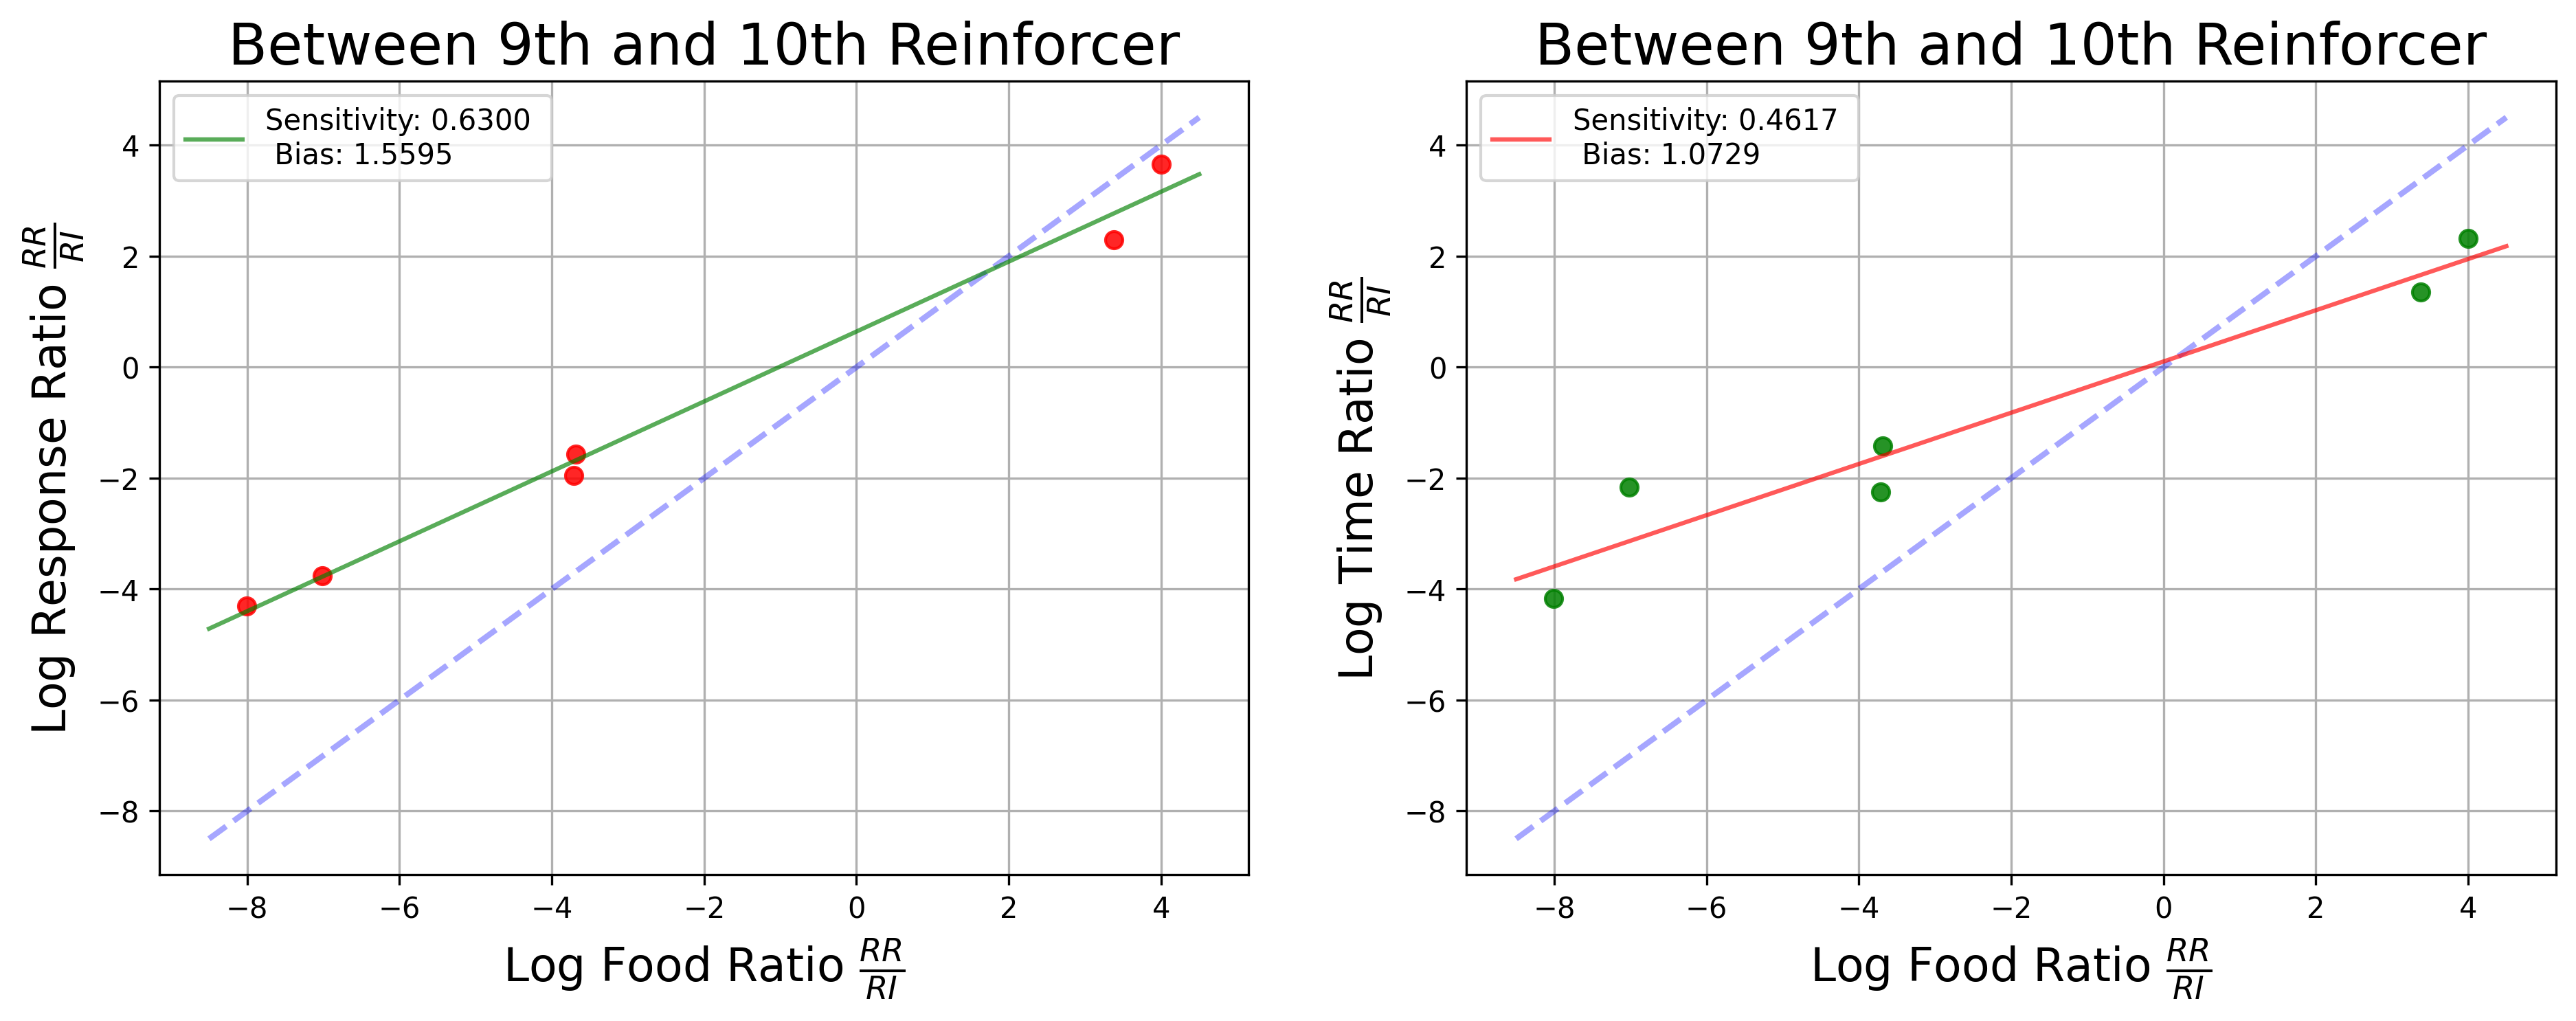 Between 9th and 10th Reinforcer
Sensitivity: 0.6300
Bias: 1.5595
4
2
0
−2
−4
−6
−8
Log Response Ratio RR/RI
−8 −6 −4 −2 0 2 4
Log Food Ratio RR/RI
Between 9th and 10th Reinforcer
Sensitivity: 0.4617
Bias: 1.0729
4
2
0
−2
−4
−6
−8
Log Time Ratio RR/RI
−8 −6 −4 −2 0 2 4
Log Food Ratio RR/RI